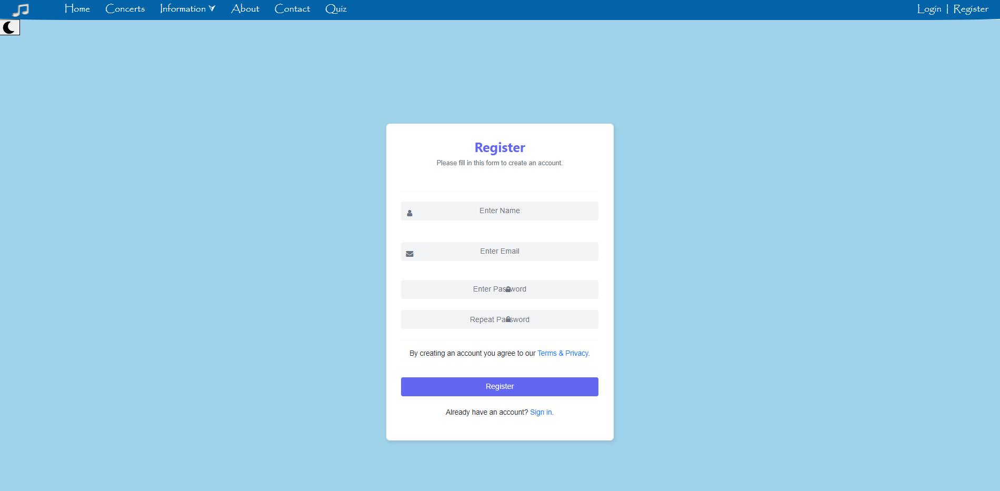 Home Concerts Information About Contact Quiz Login | Register
Register
Please fill in this form to create an account.
Enter Name
Enter Email
Enter Password
Repeat Password
By creating an account you agree to our Terms & Privacy.
Register
Already have an account? Sign in.